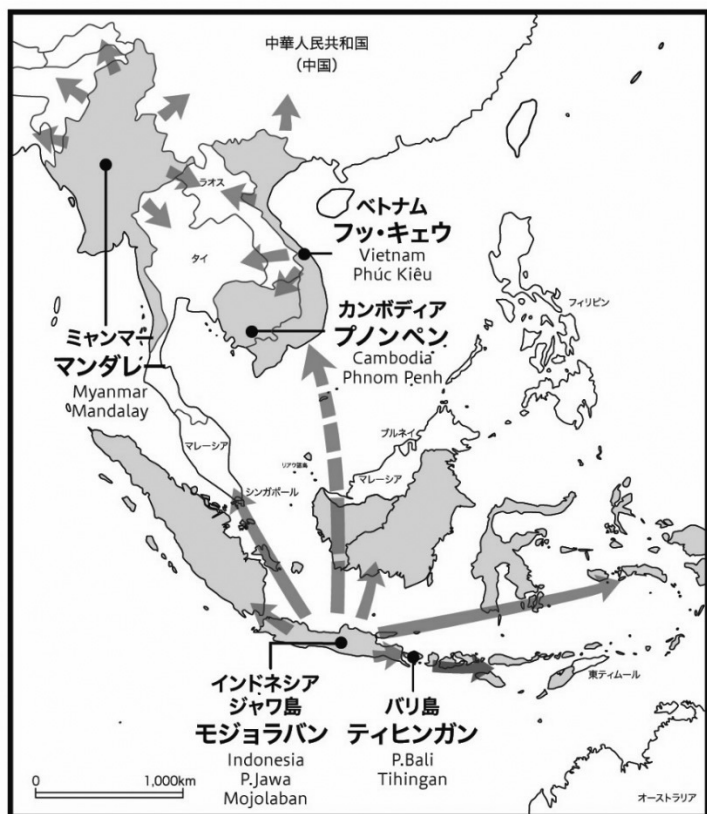 中華人民共和国
(中国)
ラオス
ベトナム
フッ・キェウ
Vietnam
Phúc Kiêu
タイ
カンボディア
プノンペン
Cambodia
Phnom Penh
フィリピン
ミャンマー
マンダレー
Myanmar
Mandalay
ブルネイ
マレーシア
マレーシア
シンガポール
インドネシア
ジャワ島
モジョラバン
Indonesia
P.Jawa
Mojolaban
バリ島
ティヒンガン
P.Bali
Tihingan
東ティムール
0
1,000km
オーストラリア